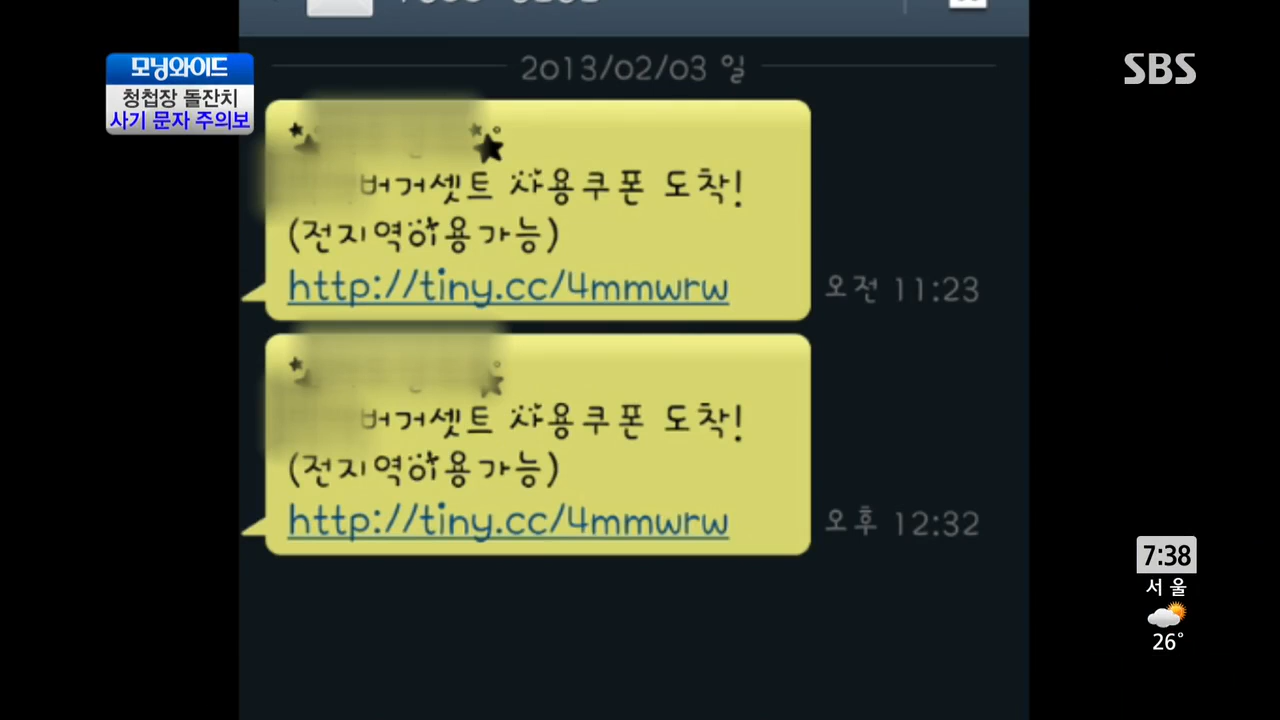 모닝와이드
청첩장 돌잔치
사기 문자 주의보
SBS
2013/02/03 일
버거셋트 사용쿠폰 도착!
(전지역이용가능)
http://tiny.cc/4mmwrw
오전 11:23
버거셋트 사용쿠폰 도착!
(전지역이용가능)
http://tiny.cc/4mmwrw
오후 12:32
7:38
서울
26°